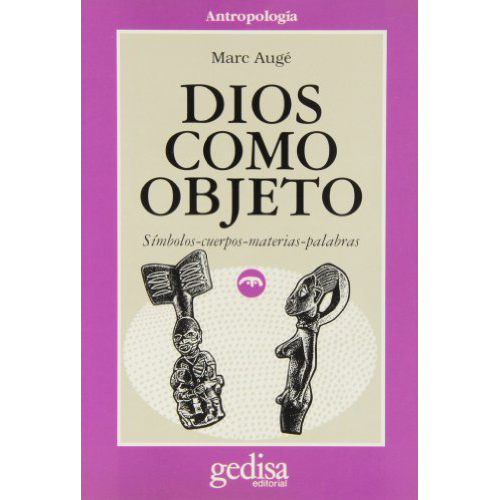 Antropología
Marc Augé
DIOS
COMO
OBJETO
Símbolos-cuerpos-materias-palabras
gedisa
editorial